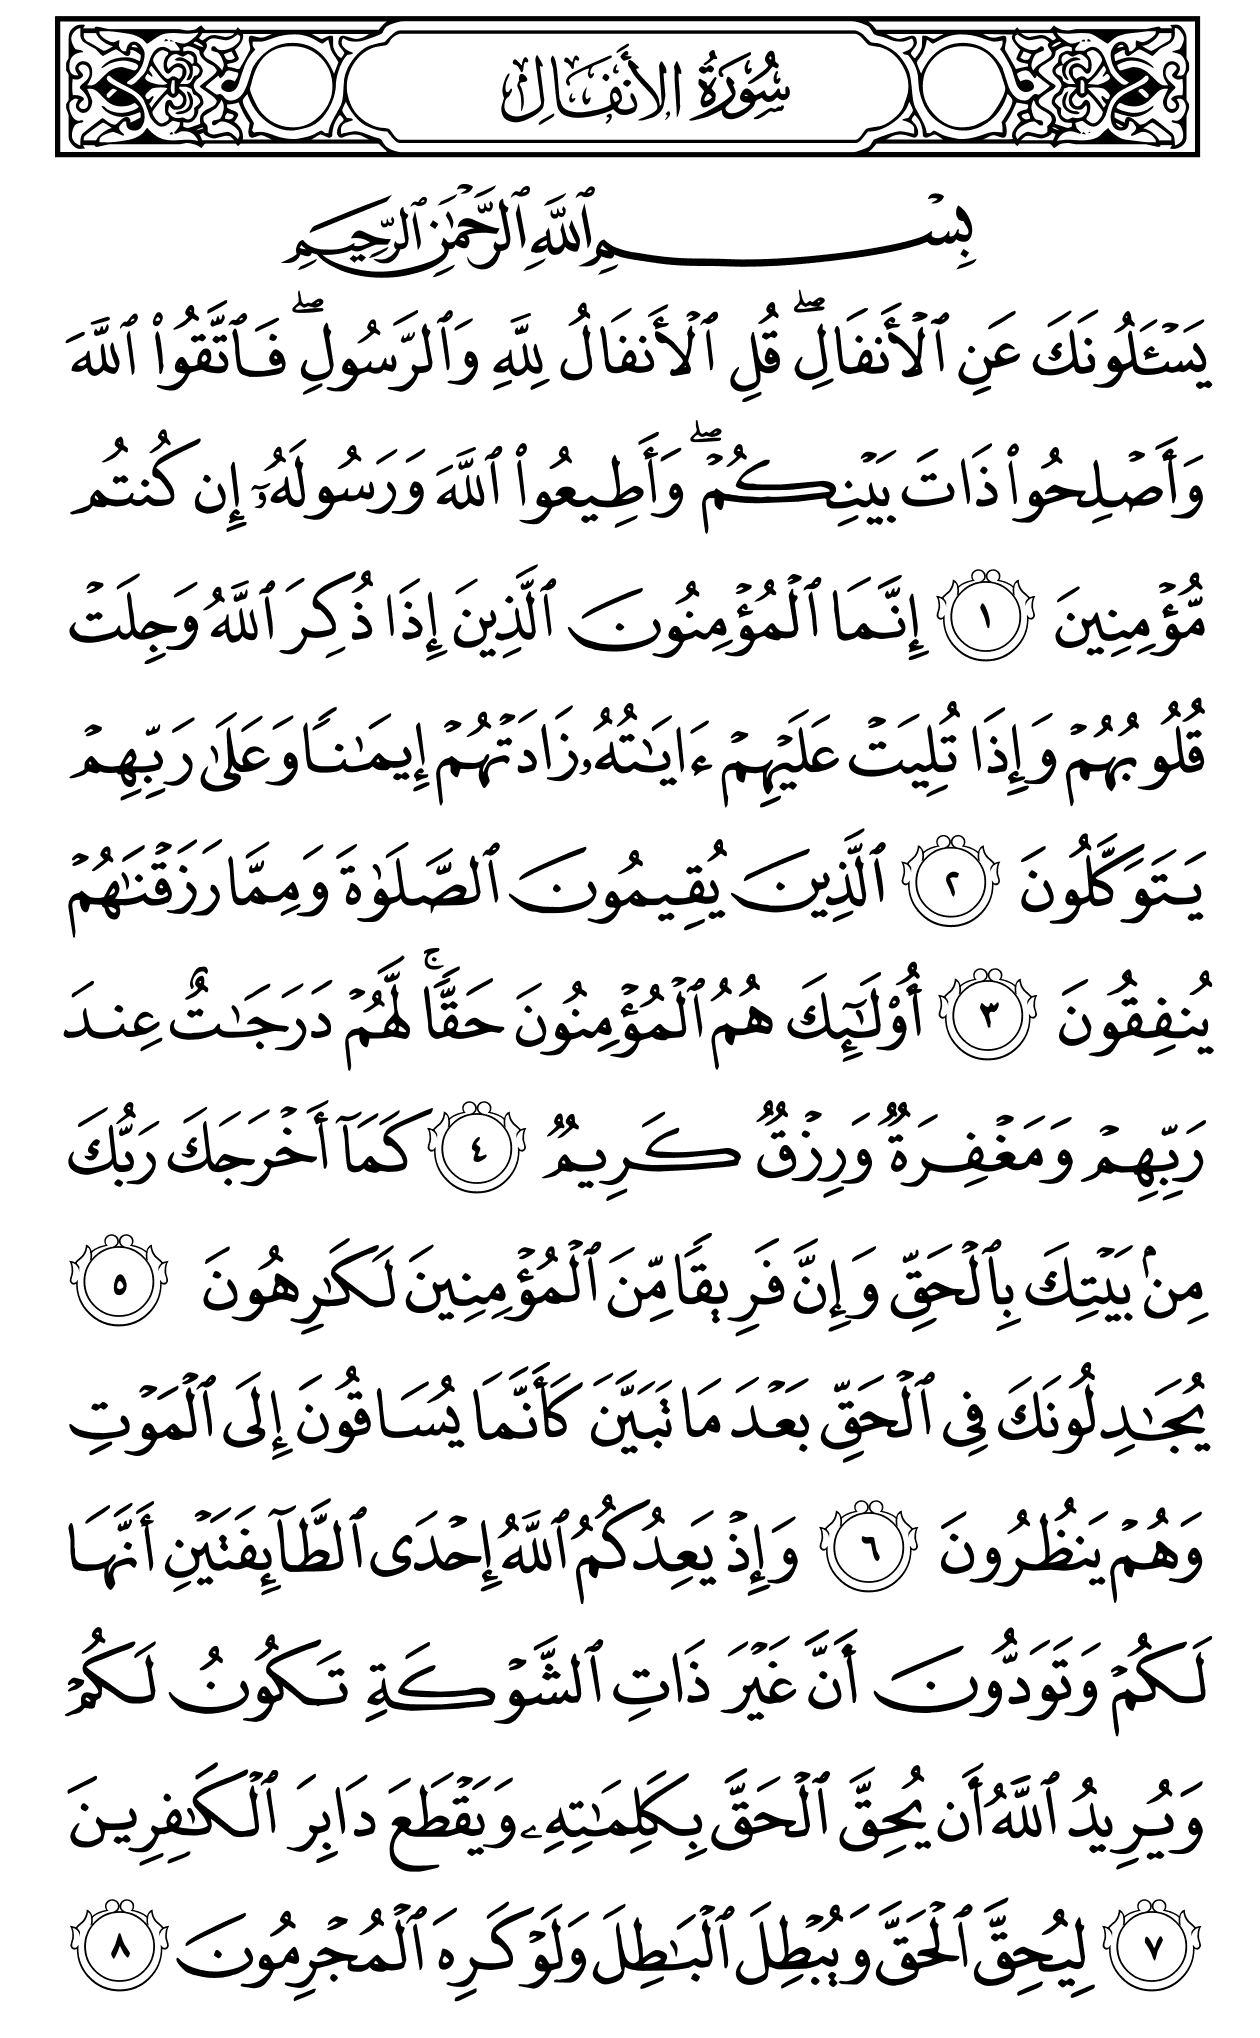 سُورَةُ الأَنفَالِ
بِسْمِ ٱللَّهِ ٱلرَّحْمَٰنِ ٱلرَّحِيمِ
يَسْـَٔلُونَكَ عَنِ ٱلْأَنفَالِ ۖ قُلِ ٱلْأَنفَالُ لِلَّهِ وَٱلرَّسُولِ ۖ فَٱتَّقُوا۟ ٱللَّهَ
وَأَصْلِحُوا۟ ذَاتَ بَيْنِكُمْ ۖ وَأَطِيعُوا۟ ٱللَّهَ وَرَسُولَهُۥٓ إِن كُنتُم
مُّؤْمِنِينَ ١ إِنَّمَا ٱلْمُؤْمِنُونَ ٱلَّذِينَ إِذَا ذُكِرَ ٱللَّهُ وَجِلَتْ
قُلُوبُهُمْ وَإِذَا تُلِيَتْ عَلَيْهِمْ ءَايَٰتُهُۥ زَادَتْهُمْ إِيمَٰنًا وَعَلَىٰ رَبِّهِمْ
يَتَوَكَّلُونَ ٢ ٱلَّذِينَ يُقِيمُونَ ٱلصَّلَوٰةَ وَمِمَّا رَزَقْنَٰهُمْ
يُنفِقُونَ ٣ أُو۟لَٰٓئِكَ هُمُ ٱلْمُؤْمِنُونَ حَقًّا ۚ لَّهُمْ دَرَجَٰتٌ عِندَ
رَبِّهِمْ وَمَغْفِرَةٌ وَرِزْقٌ كَرِيمٌ ٤ كَمَآ أَخْرَجَكَ رَبُّكَ
مِنۢ بَيْتِكَ بِٱلْحَقِّ وَإِنَّ فَرِيقًا مِّنَ ٱلْمُؤْمِنِينَ لَكَٰرِهُونَ ٥
يُجَٰدِلُونَكَ فِى ٱلْحَقِّ بَعْدَ مَا تَبَيَّنَ كَأَنَّمَا يُسَاقُونَ إِلَى ٱلْمَوْتِ
وَهُمْ يَنظُرُونَ ٦ وَإِذْ يَعِدُكُمُ ٱللَّهُ إِحْدَى ٱلطَّآئِفَتَيْنِ أَنَّهَا
لَكُمْ وَتَوَدُّونَ أَنَّ غَيْرَ ذَاتِ ٱلشَّوْكَةِ تَكُونُ لَكُمْ
وَيُرِيدُ ٱللَّهُ أَن يُحِقَّ ٱلْحَقَّ بِكَلِمَٰتِهِۦ وَيَقْطَعَ دَابِرَ ٱلْكَٰفِرِينَ
٧ لِيُحِقَّ ٱلْحَقَّ وَيُبْطِلَ ٱلْبَٰطِلَ وَلَوْ كَرِهَ ٱلْمُجْرِمُونَ ٨